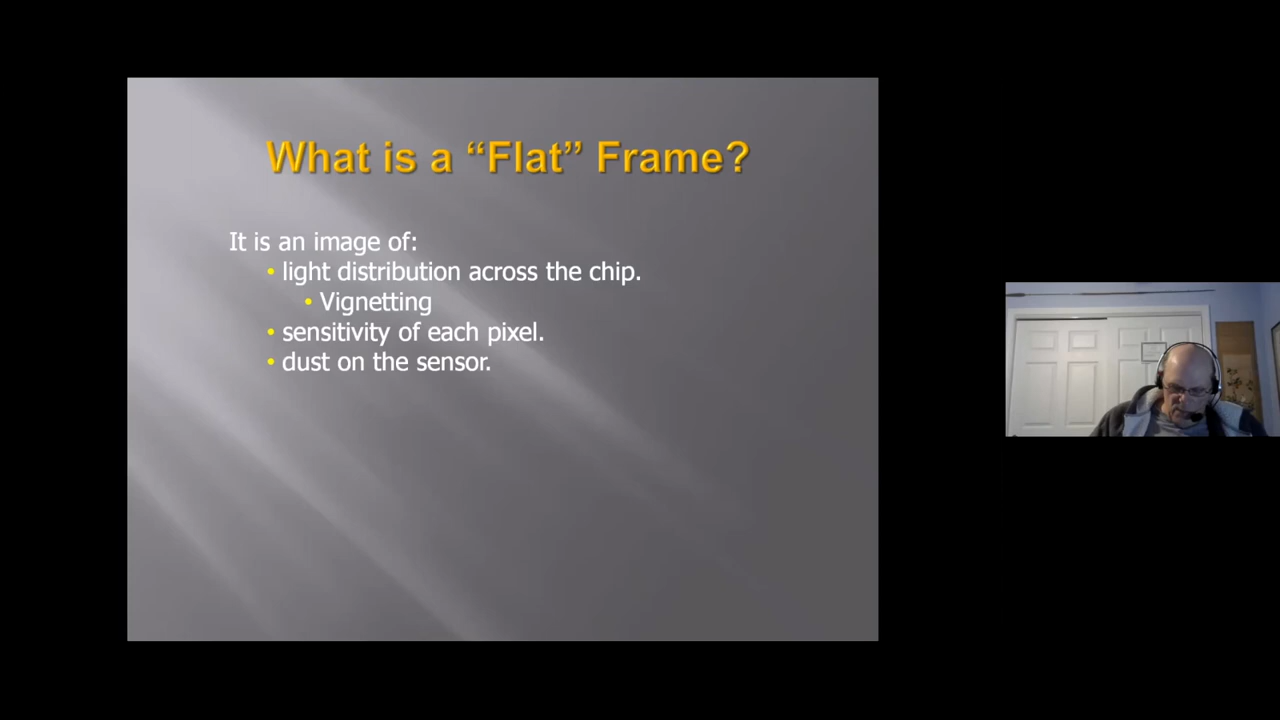 What is a “Flat” Frame?
It is an image of:
• light distribution across the chip.
• Vignetting
• sensitivity of each pixel.
• dust on the sensor.